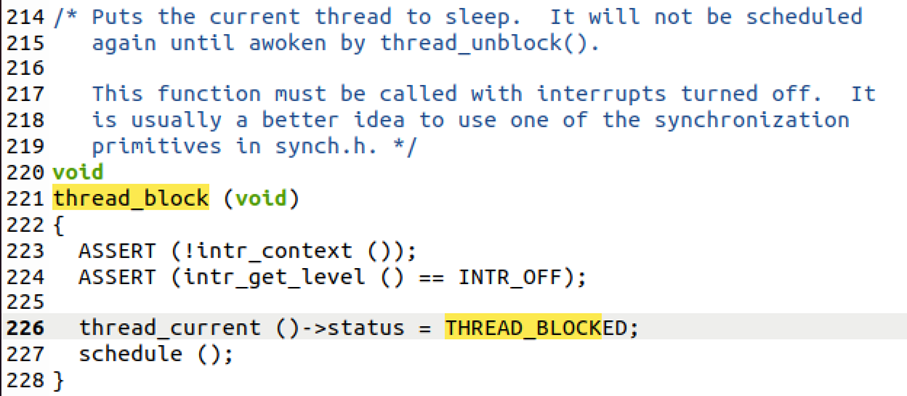 214 /* Puts the current thread to sleep.  It will not be scheduled
215    again until awoken by thread_unblock().
216
217    This function must be called with interrupts turned off.  It
218    is usually a better idea to use one of the synchronization
219    primitives in synch.h. */
220 void
221 thread_block (void)
222 {
223   ASSERT (!intr_context ());
224   ASSERT (intr_get_level () == INTR_OFF);
225
226   thread_current ()->status = THREAD_BLOCKED;
227   schedule ();
228 }